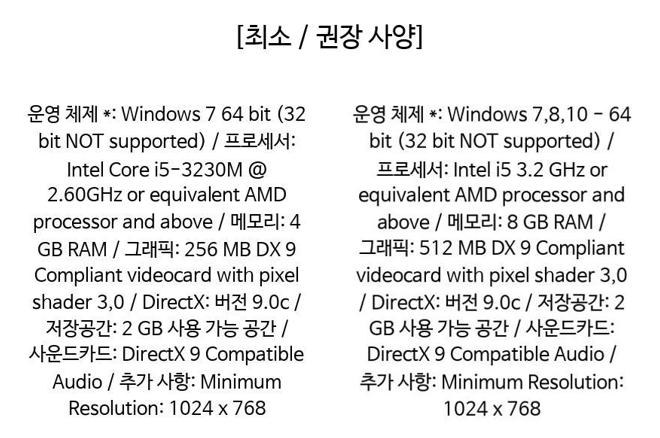 [최소 / 권장 사양]
운영 체제 *: Windows 7 64 bit (32
bit NOT supported) / 프로세서:
Intel Core i5-3230M @
2.60GHz or equivalent AMD
processor and above / 메모리: 4
GB RAM / 그래픽: 256 MB DX 9
Compliant videocard with pixel
shader 3,0 / DirectX: 버전 9.0c /
저장공간: 2 GB 사용 가능 공간 /
사운드카드: DirectX 9 Compatible
Audio / 추가 사항: Minimum
Resolution: 1024 x 768
운영 체제 *: Windows 7,8,10 - 64
bit (32 bit NOT supported) /
프로세서: Intel i5 3.2 GHz or
equivalent AMD processor and
above / 메모리: 8 GB RAM /
그래픽: 512 MB DX 9 Compliant
videocard with pixel shader 3,0
/ DirectX: 버전 9.0c / 저장공간: 2
GB 사용 가능 공간 / 사운드카드:
DirectX 9 Compatible Audio /
추가 사항: Minimum Resolution:
1024 x 768